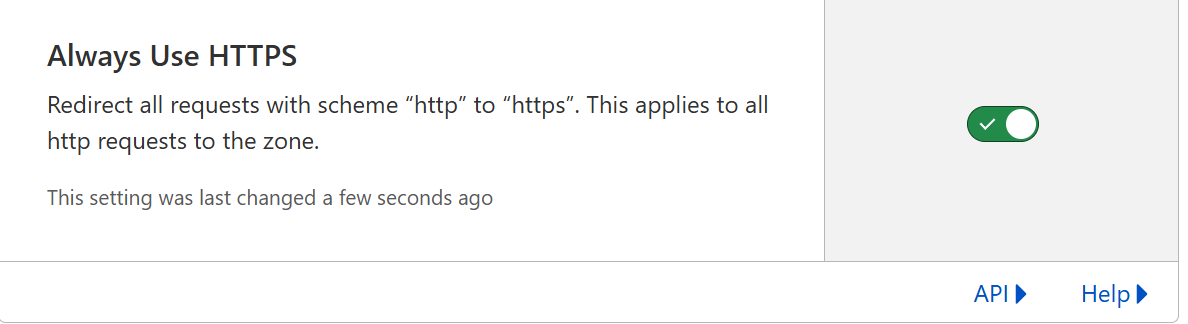 Always Use HTTPS
Redirect all requests with scheme “http” to “https”. This applies to all
http requests to the zone.
This setting was last changed a few seconds ago
API
Help